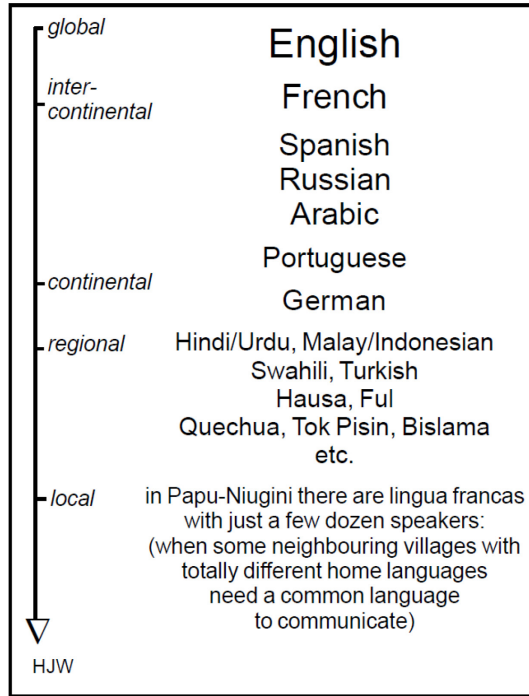 global
English
inter-
continental
French
Spanish
Russian
Arabic
Portuguese
continental
German
regional
Hindi/Urdu, Malay/Indonesian
Swahili, Turkish
Hausa, Ful
Quechua, Tok Pisin, Bislama
etc.
local
in Papu-Niugini there are lingua francas
with just a few dozen speakers:
(when some neighbouring villages with
totally different home languages
need a common language
to communicate)
HJW